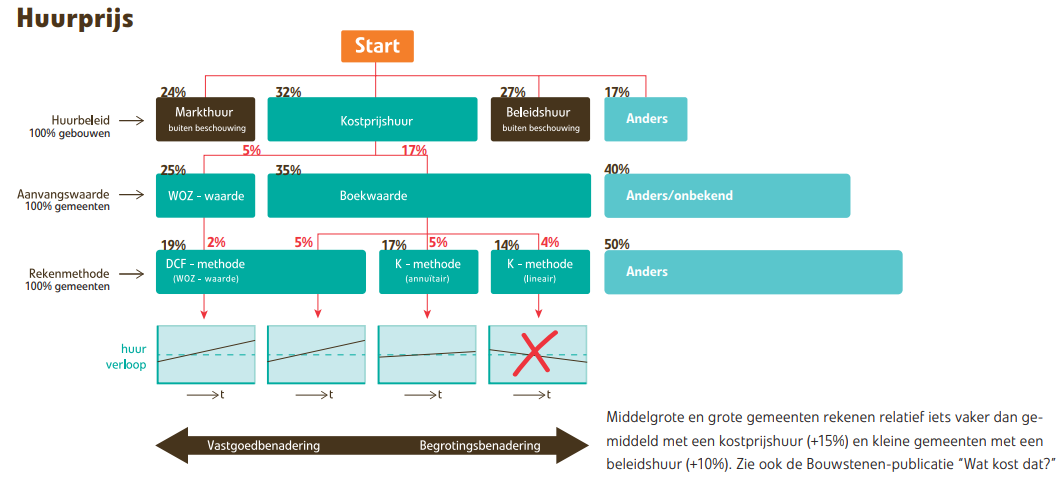 Huurprijs
Start
24%
32%
27%
17%
Huurbeleid
100% gebouwen
Markthuur
buiten beschouwing
Kostprijshuur
Beleidshuur
buiten beschouwing
Anders
5%
17%
25%
35%
40%
Aanvangswaarde
100% gemeenten
WOZ - waarde
Boekwaarde
Anders/onbekend
19%
2%
5%
17%
5%
14%
4%
50%
Rekenmethode
100% gemeenten
DCF - methode
(WOZ - waarde)
K - methode
(annuïtair)
K - methode
(lineair)
Anders
huur
verloop
t
t
t
t
Vastgoedbenadering
Begrotingsbenadering
Middelgrote en grote gemeenten rekenen relatief iets vaker dan ge-
middeld met een kostprijshuur (+15%) en kleine gemeenten met een
beleidshuur (+10%). Zie ook de Bouwstenen-publicatie “Wat kost dat?”